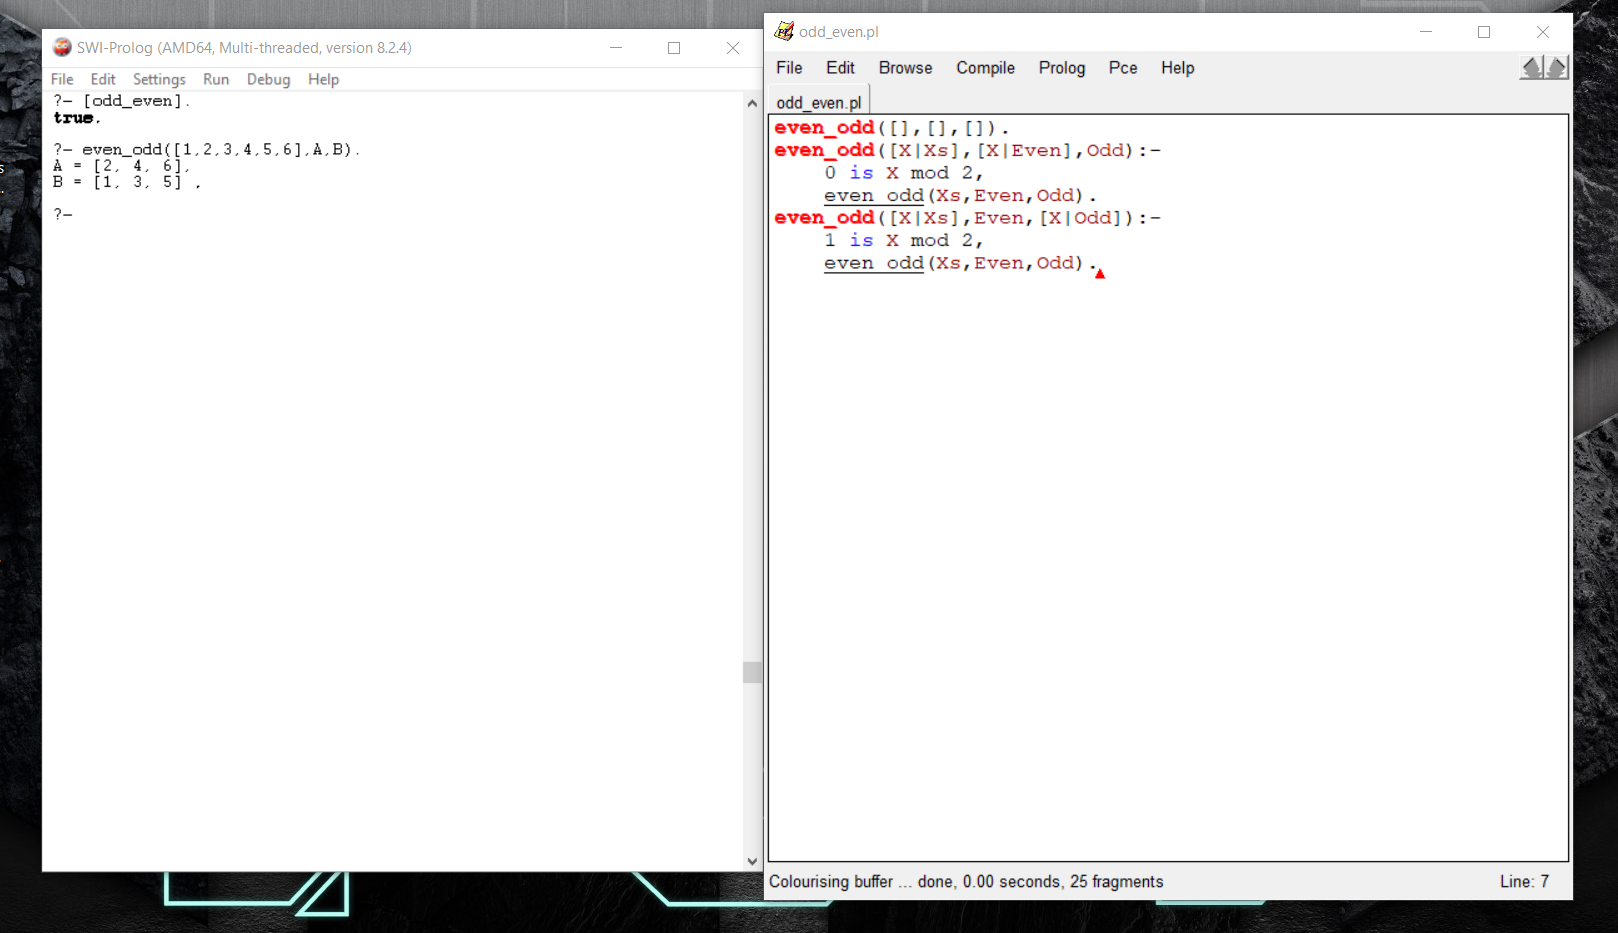 SWI-Prolog (AMD64, Multi-threaded, version 8.2.4)
File Edit Settings Run Debug Help
?- [odd_even].
true.
?- even_odd([1,2,3,4,5,6],A,B).
A = [2, 4, 6],
B = [1, 3, 5] .
?-
odd_even.pl
File Edit Browse Compile Prolog Pce Help
odd_even.pl
even_odd([],[],[]).
even_odd([X|Xs],[X|Even],Odd):-
0 is X mod 2,
even_odd(Xs,Even,Odd).
even_odd([X|Xs],Even,[X|Odd]):-
1 is X mod 2,
even_odd(Xs,Even,Odd).
Colourising buffer ... done, 0.00 seconds, 25 fragments
Line: 7